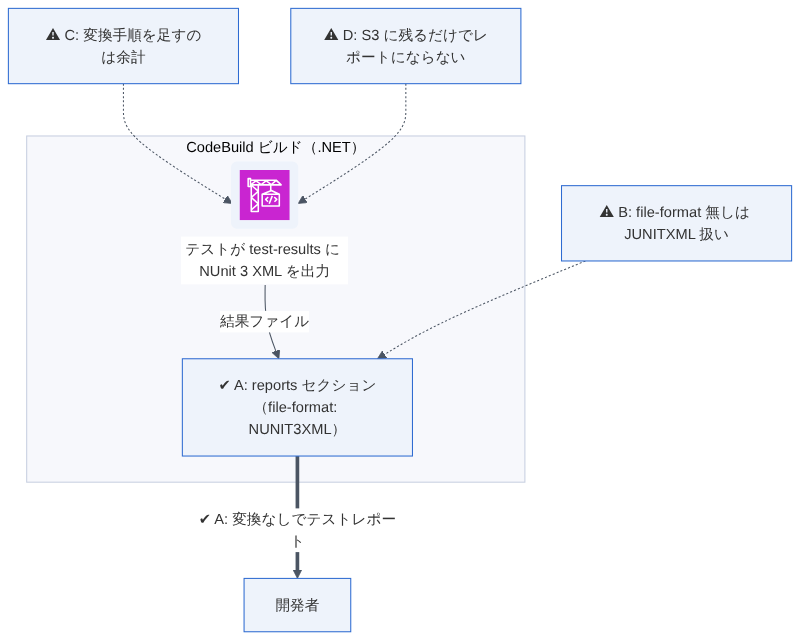 ⚠ C: 変換手順を足すの
は余計
⚠ D: S3 に残るだけでレ
ポートにならない
CodeBuild ビルド（.NET）
⚠ B: file-format 無しは
JUNITXML 扱い
テストが test-results に
NUnit 3 XML を出力
結果ファイル
✔ A: reports セクション
（file-format:
NUNIT3XML）
✔ A: 変換なしでテストレポー
ト
開発者